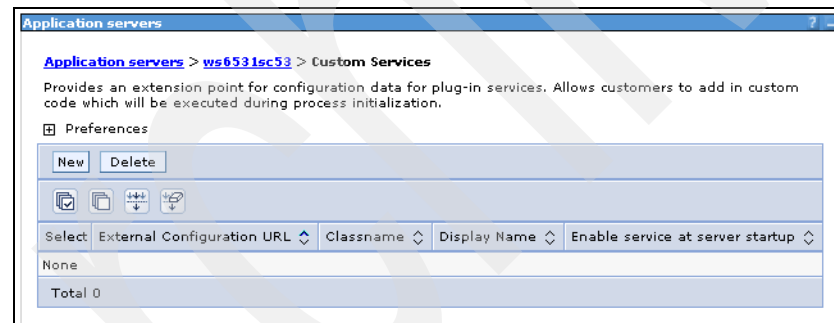 Application servers ? –
Application servers > ws6531sc53 > Custom Services
Provides an extension point for configuration data for plug-in services. Allows customers to add in custom
code which will be executed during process initialization.
Preferences
New Delete
Select External Configuration URL Classname Display Name Enable service at server startup
None
Total 0